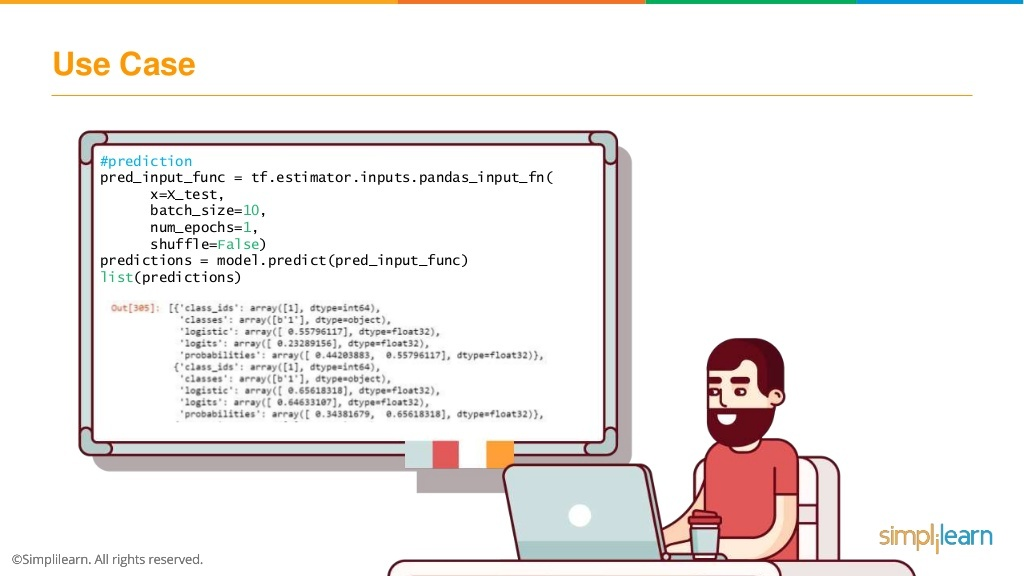 Use Case
#prediction
pred_input_func = tf.estimator.inputs.pandas_input_fn(
x=X_test,
batch_size=10,
num_epochs=1,
shuffle=False)
predictions = model.predict(pred_input_func)
list(predictions)
Out[305]: [{'class_ids': array([1], dtype=int64),
'classes': array([b'1'], dtype=object),
'logistic': array([ 0.55796117], dtype=float32),
'logits': array([ 0.23289156], dtype=float32),
'probabilities': array([ 0.44203883, 0.55796117], dtype=float32)},
{'class_ids': array([1], dtype=int64),
'classes': array([b'1'], dtype=object),
'logistic': array([ 0.65618318], dtype=float32),
'logits': array([ 0.64633107], dtype=float32),
'probabilities': array([ 0.34381679, 0.65618318], dtype=float32)},
simplilearn
©Simplilearn. All rights reserved.